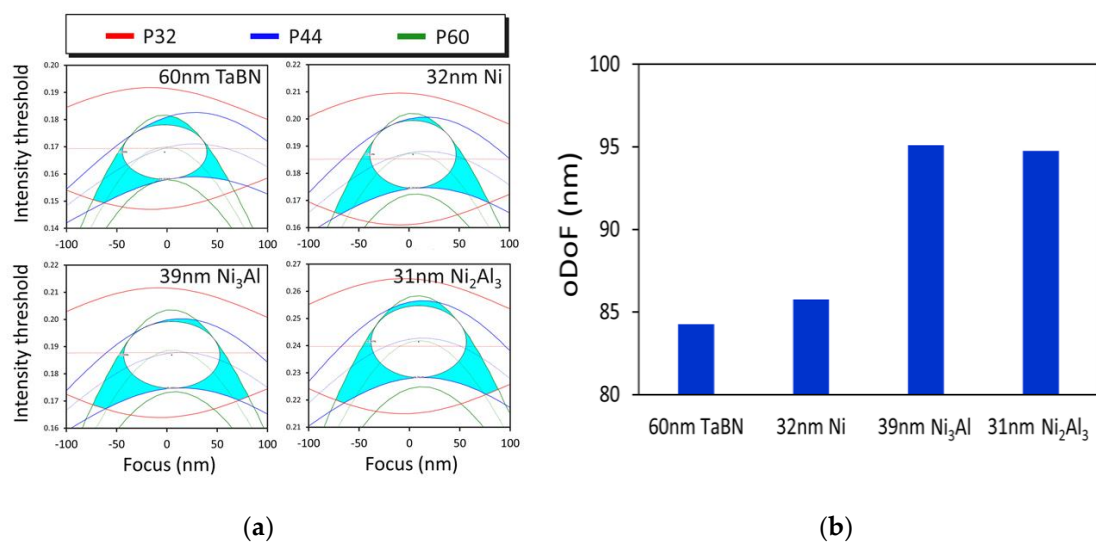 P32 P44 P60
Intensity threshold
60nm TaBN
0.20
0.19
0.18
0.17
0.16
0.15
0.14
-100 -50 0 50 100
32nm Ni
0.22
0.21
0.20
0.19
0.18
0.17
0.16
-100 -50 0 50 100
Intensity threshold
39nm Ni₃Al
0.22
0.21
0.20
0.19
0.18
0.17
0.16
-100 -50 0 50 100
31nm Ni₂Al₃
0.27
0.26
0.25
0.24
0.23
0.22
0.21
-100 -50 0 50 100
Focus (nm) Focus (nm)
(a)
oDoF (nm)
100
95
90
85
80
60nm TaBN 32nm Ni 39nm Ni₃Al 31nm Ni₂Al₃
(b)